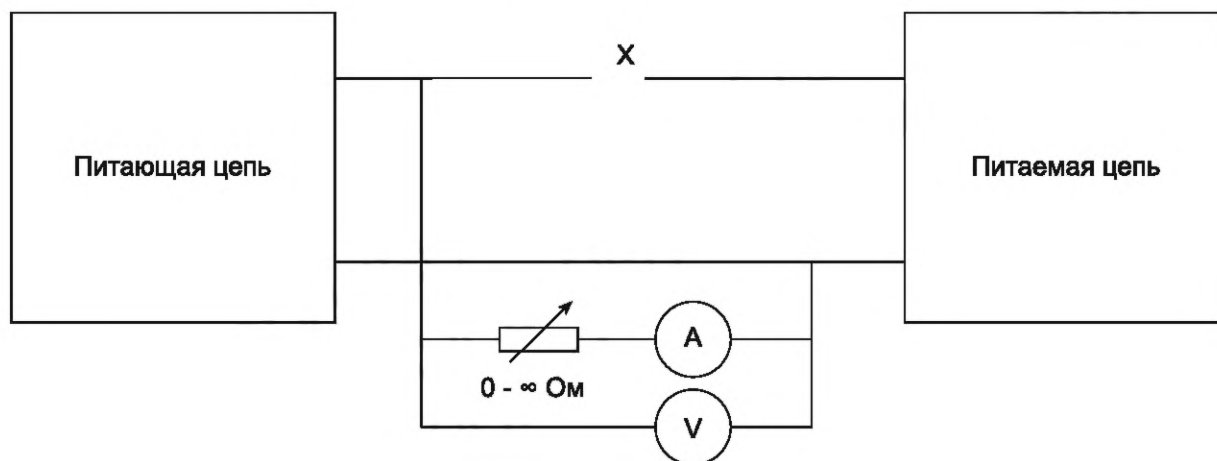 X
Питающая цепь
Питаемая цепь
A
0 - ∞ Ом
V